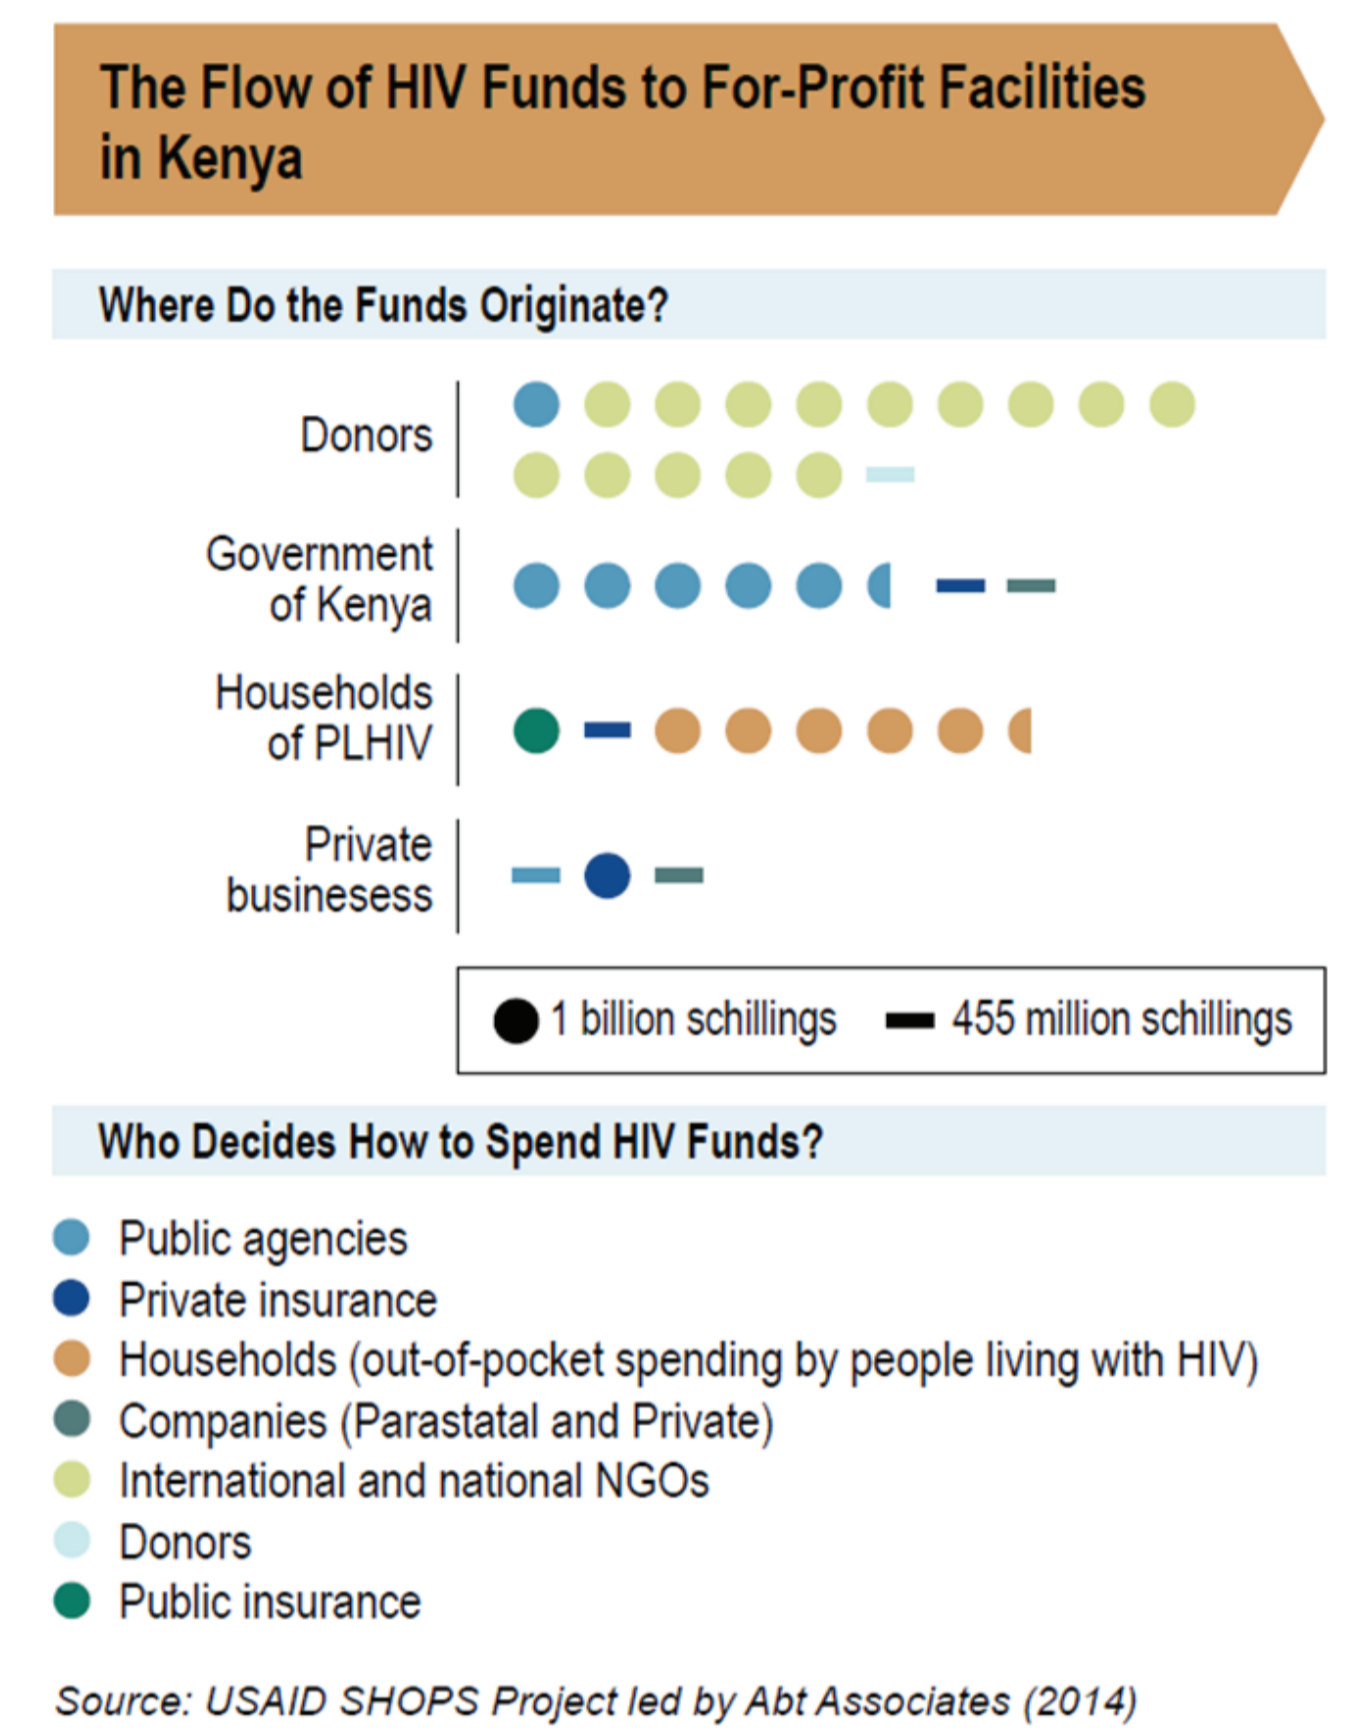 The Flow of HIV Funds to For-Profit Facilities
in Kenya
Where Do the Funds Originate?
Donors
Government
of Kenya
Households
of PLHIV
Private
businesess
1 billion schillings
455 million schillings
Who Decides How to Spend HIV Funds?
Public agencies
Private insurance
Households (out-of-pocket spending by people living with HIV)
Companies (Parastatal and Private)
International and national NGOs
Donors
Public insurance
Source: USAID SHOPS Project led by Abt Associates (2014)